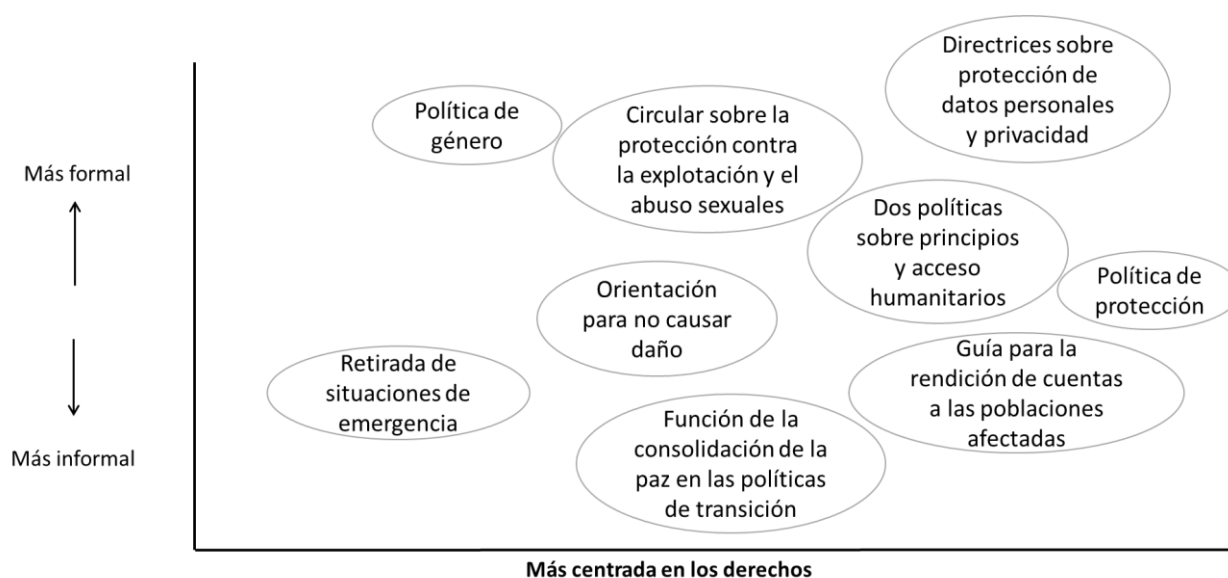 Directrices sobre
protección de
datos personales
y privacidad
Política de
género
Circular sobre la
protección contra
la explotación y el
abuso sexuales
Más formal
Dos políticas
sobre principios
y acceso
humanitarios
Política de
protección
Orientación
para no causar
daño
Retirada de
situaciones de
emergencia
Guía para la
rendición de cuentas
a las poblaciones
afectadas
Función de la
consolidación de la
paz en las políticas
de transición
Más informal
Más centrada en los derechos